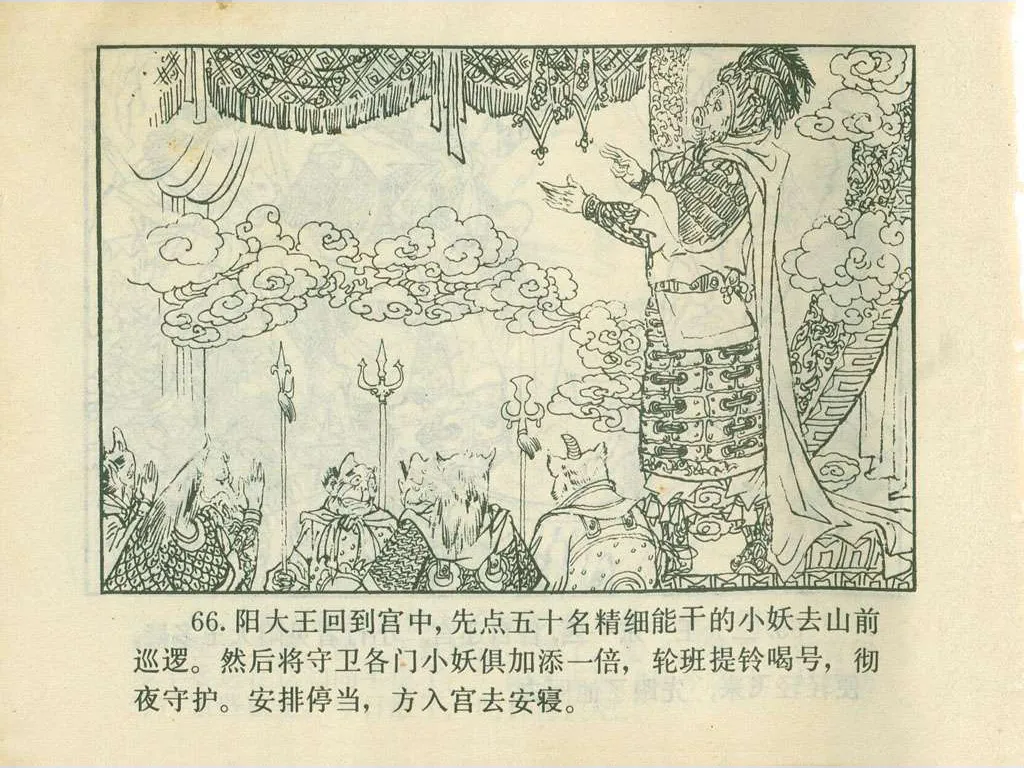 66. 阳大王回到宫中，先点五十名精细能干的小妖去山前
巡逻。然后将守卫各门小妖俱加添一倍，轮班提铃喝号，彻
夜守护。安排停当，方入宫去安寝。